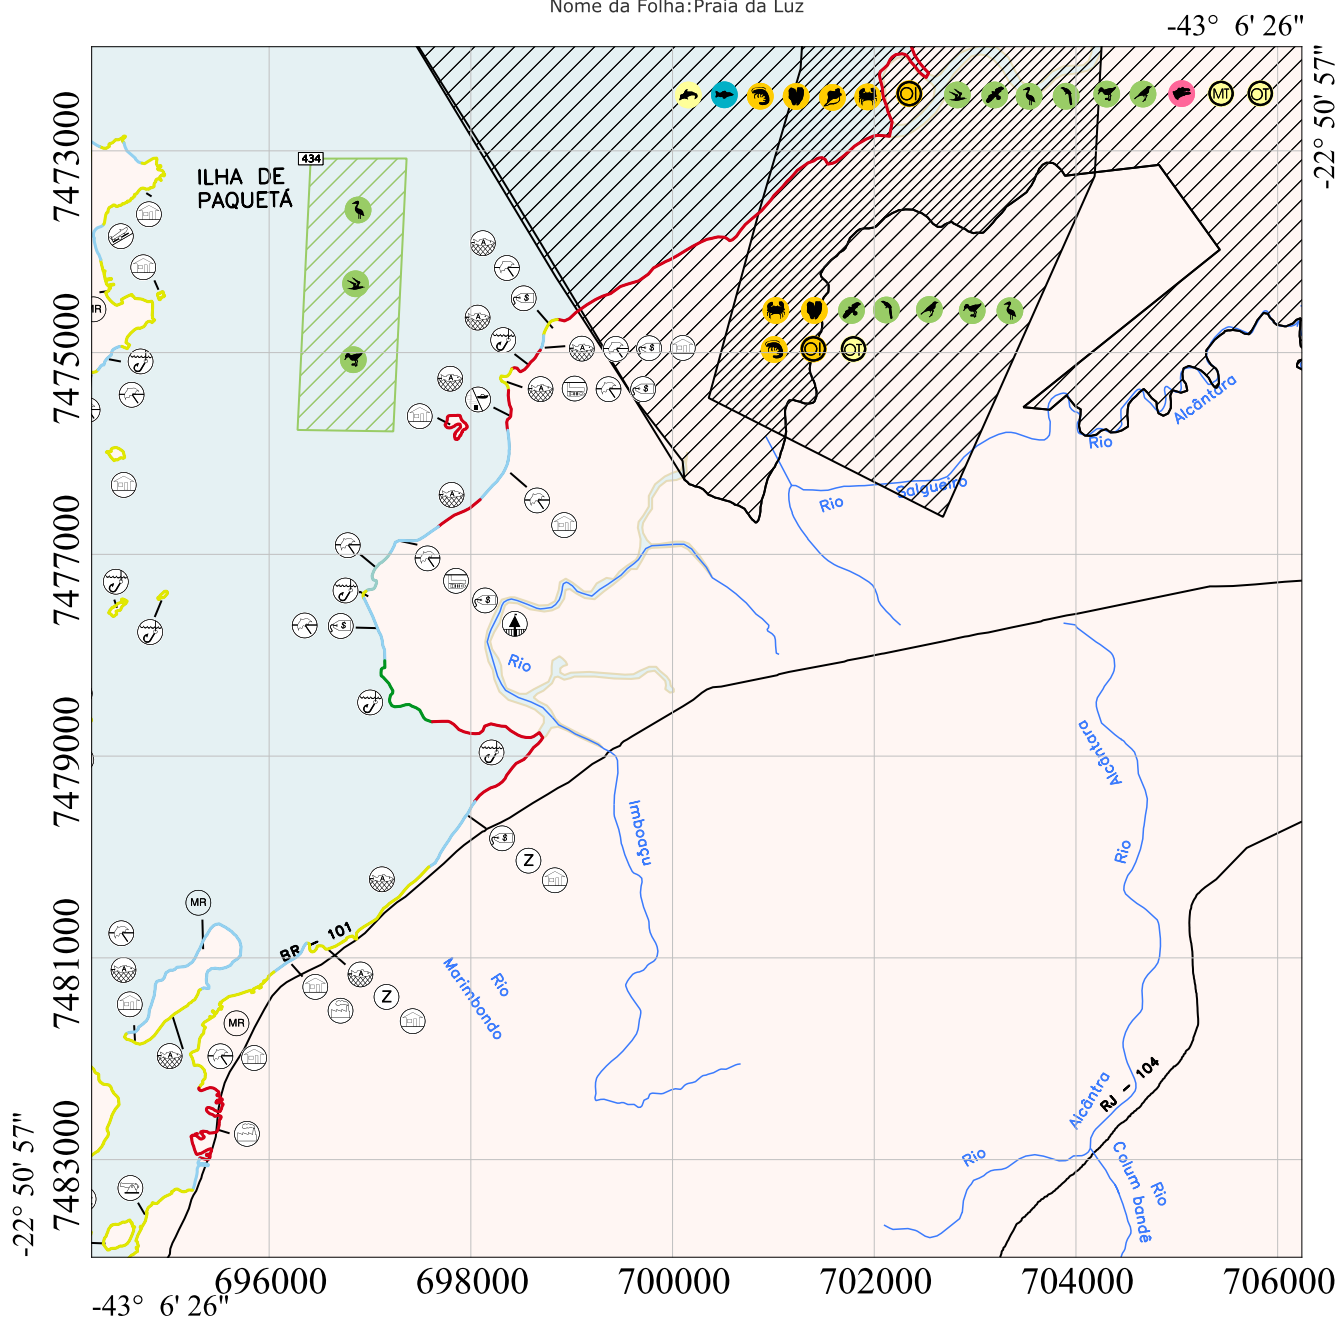 Nome da Folha:Praia da Luz
-43°  6' 26"
-22° 50' 57"
7473000
7475000
7477000
7479000
7481000
7483000
-22° 50' 57"
696000
698000
700000
702000
704000
706000
-43°  6' 26"
434
ILHA DE
PAQUETÁ
MT
OT
OT
MR
MR
A
$
A
A
$
A
$
A
A
$
$
$
Z
A
MR
A
A
Z
A
Rio
Salgueiro
Rio
Alcântara
Rio
Imboaçu
Alcântara
Rio
BR - 101
Rio
Marimbondo
RJ - 104
Alcântra
Rio
Rio
Colum bandê